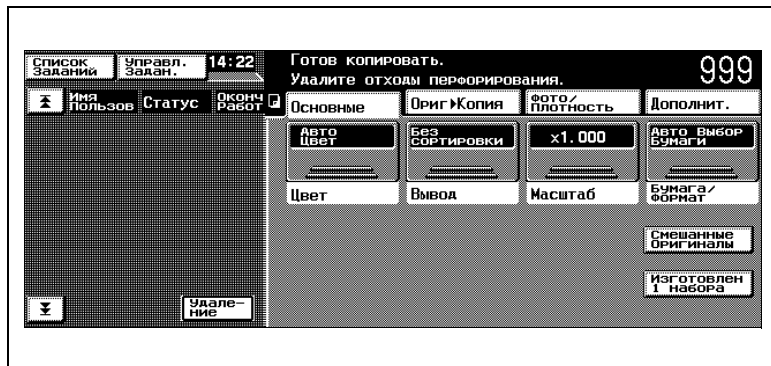 Список Заданий
Управл. Задан.
14:22
Готов копировать.
Удалите отходы перфорирования.
999
Имя Пользов
Статус
Оконч Работ
Основные
Ориг►Копия
Фото/ Плотность
Дополнит.
Авто Цвет
Без сортировки
x1.000
Авто Выбор Бумаги
Цвет
Вывод
Масштаб
Бумага/ Формат
Смешанные Оригиналы
Изготовлен 1 набора
Удале-
ние